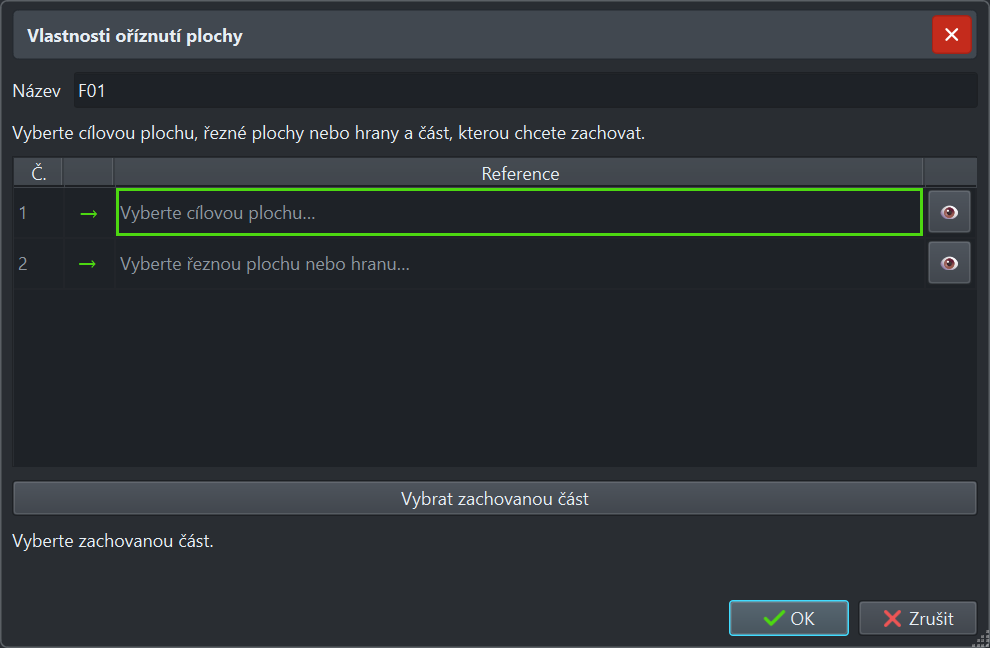 Vlastnosti oříznutí plochy
Název F01
Vyberte cílovou plochu, řezné plochy nebo hrany a část, kterou chcete zachovat.
Č. Reference
1 → Vyberte cílovou plochu...
2 → Vyberte řeznou plochu nebo hranu...
Vybrat zachovanou část
Vyberte zachovanou část.
OK Zrušit